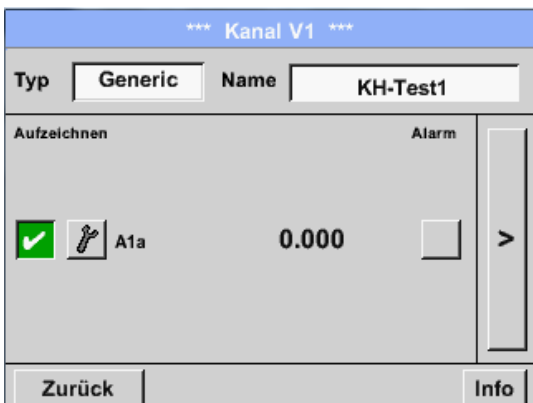 *** Kanal V1 ***
Typ Generic Name KH-Test1
Aufzeichnen Alarm
A1a 0.000 >
Zurück Info